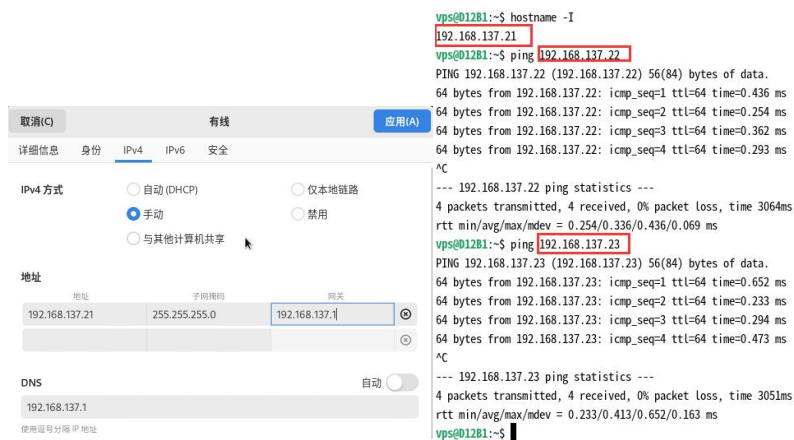 取消(C) 有线 应用(A)
详细信息 身份 IPv4 IPv6 安全
IPv4 方式 自动 (DHCP) 仅本地链路
手动 禁用
与其他计算机共享
地址
地址 子网掩码 网关
192.168.137.21 255.255.255.0 192.168.137.1
DNS 自动
192.168.137.1
使用逗号分隔 IP 地址
vps@D12B1:~$ hostname -I
192.168.137.21
vps@D12B1:~$ ping 192.168.137.22
PING 192.168.137.22 (192.168.137.22) 56(84) bytes of data.
64 bytes from 192.168.137.22: icmp_seq=1 ttl=64 time=0.436 ms
64 bytes from 192.168.137.22: icmp_seq=2 ttl=64 time=0.254 ms
64 bytes from 192.168.137.22: icmp_seq=3 ttl=64 time=0.362 ms
64 bytes from 192.168.137.22: icmp_seq=4 ttl=64 time=0.293 ms
^C
--- 192.168.137.22 ping statistics ---
4 packets transmitted, 4 received, 0% packet loss, time 3064ms
rtt min/avg/max/mdev = 0.254/0.336/0.436/0.069 ms
vps@D12B1:~$ ping 192.168.137.23
PING 192.168.137.23 (192.168.137.23) 56(84) bytes of data.
64 bytes from 192.168.137.23: icmp_seq=1 ttl=64 time=0.652 ms
64 bytes from 192.168.137.23: icmp_seq=2 ttl=64 time=0.233 ms
64 bytes from 192.168.137.23: icmp_seq=3 ttl=64 time=0.294 ms
64 bytes from 192.168.137.23: icmp_seq=4 ttl=64 time=0.473 ms
^C
--- 192.168.137.23 ping statistics ---
4 packets transmitted, 4 received, 0% packet loss, time 3051ms
rtt min/avg/max/mdev = 0.233/0.413/0.652/0.163 ms
vps@D12B1:~$